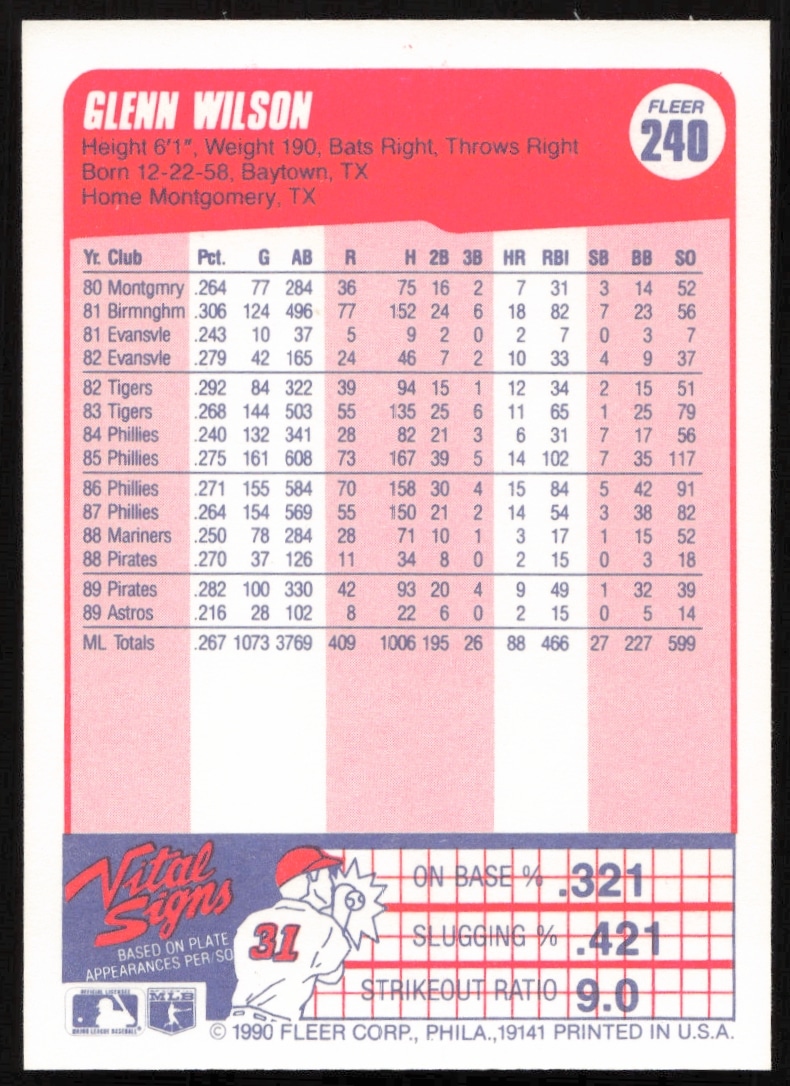 GLENN WILSON
FLEER
240
Height 6'1", Weight 190, Bats Right, Throws Right
Born 12-22-58, Baytown, TX
Home Montgomery, TX
Yr. Club Pct. G AB R H 2B 3B HR RBI SB BB SO
80 Montgmry .264 77 284 36 75 16 2 7 31 3 14 52
81 Birmnghm .306 124 496 77 152 24 6 18 82 7 23 56
81 Evansvle .243 10 37 5 9 2 0 2 7 0 3 7
82 Evansvle .279 42 165 24 46 7 2 10 33 4 9 37
82 Tigers .292 84 322 39 94 15 1 12 34 2 15 51
83 Tigers .268 144 503 55 135 25 6 11 65 1 25 79
84 Phillies .240 132 341 28 82 21 3 6 31 7 17 56
85 Phillies .275 161 608 73 167 39 5 14 102 7 35 117
86 Phillies .271 155 584 70 158 30 4 15 84 5 42 91
87 Phillies .264 154 569 55 150 21 2 14 54 3 38 82
88 Mariners .250 78 284 28 71 10 1 3 17 1 15 52
88 Pirates .270 37 126 11 34 8 0 2 15 0 3 18
89 Pirates .282 100 330 42 93 20 4 9 49 1 32 39
89 Astros .216 28 102 8 22 6 0 2 15 0 5 14
ML Totals .267 1073 3769 409 1006 195 26 88 466 27 227 599
Vital
Signs
BASED ON PLATE
APPEARANCES PER/SO
31
ON BASE % .321
SLUGGING % .421
STRIKEOUT RATIO 9.0
OFFICIAL LICENSEE
MAJOR LEAGUE BASEBALL
MLB
© 1990 FLEER CORP., PHILA.,19141 PRINTED IN U.S.A.